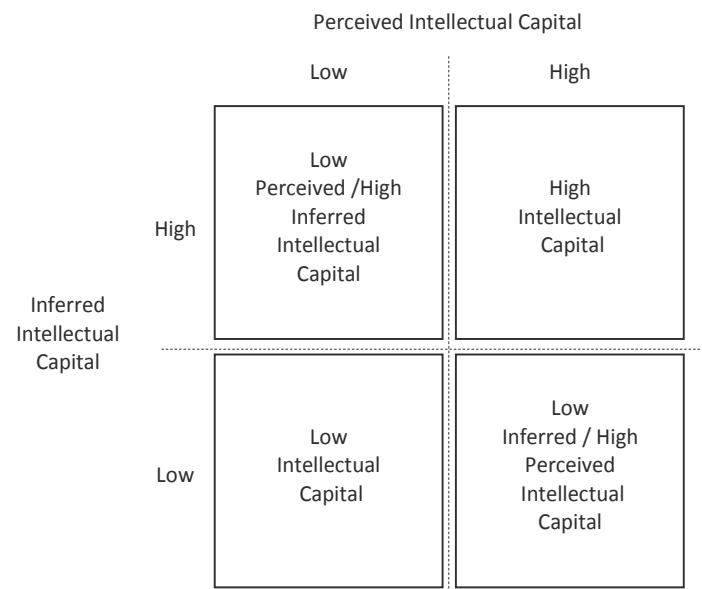 Perceived Intellectual Capital
Low
High
Low
Perceived /High
Inferred
Intellectual
Capital
High
Intellectual
Capital
High
Inferred
Intellectual
Capital
Low
Intellectual
Capital
Low
Inferred / High
Perceived
Intellectual
Capital
Low